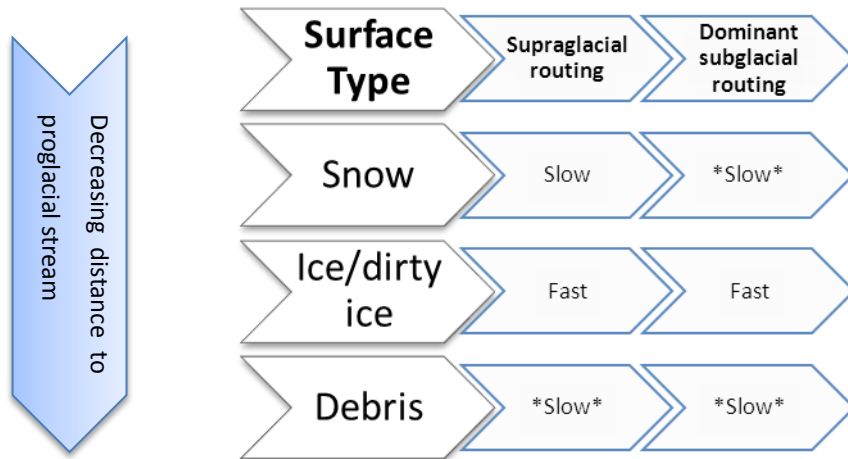 Decreasing distance to
proglacial stream
Surface
Type
Supraglacial
routing
Dominant
subglacial
routing
Snow
Slow
*Slow*
Ice/dirty
ice
Fast
Fast
Debris
*Slow*
*Slow*